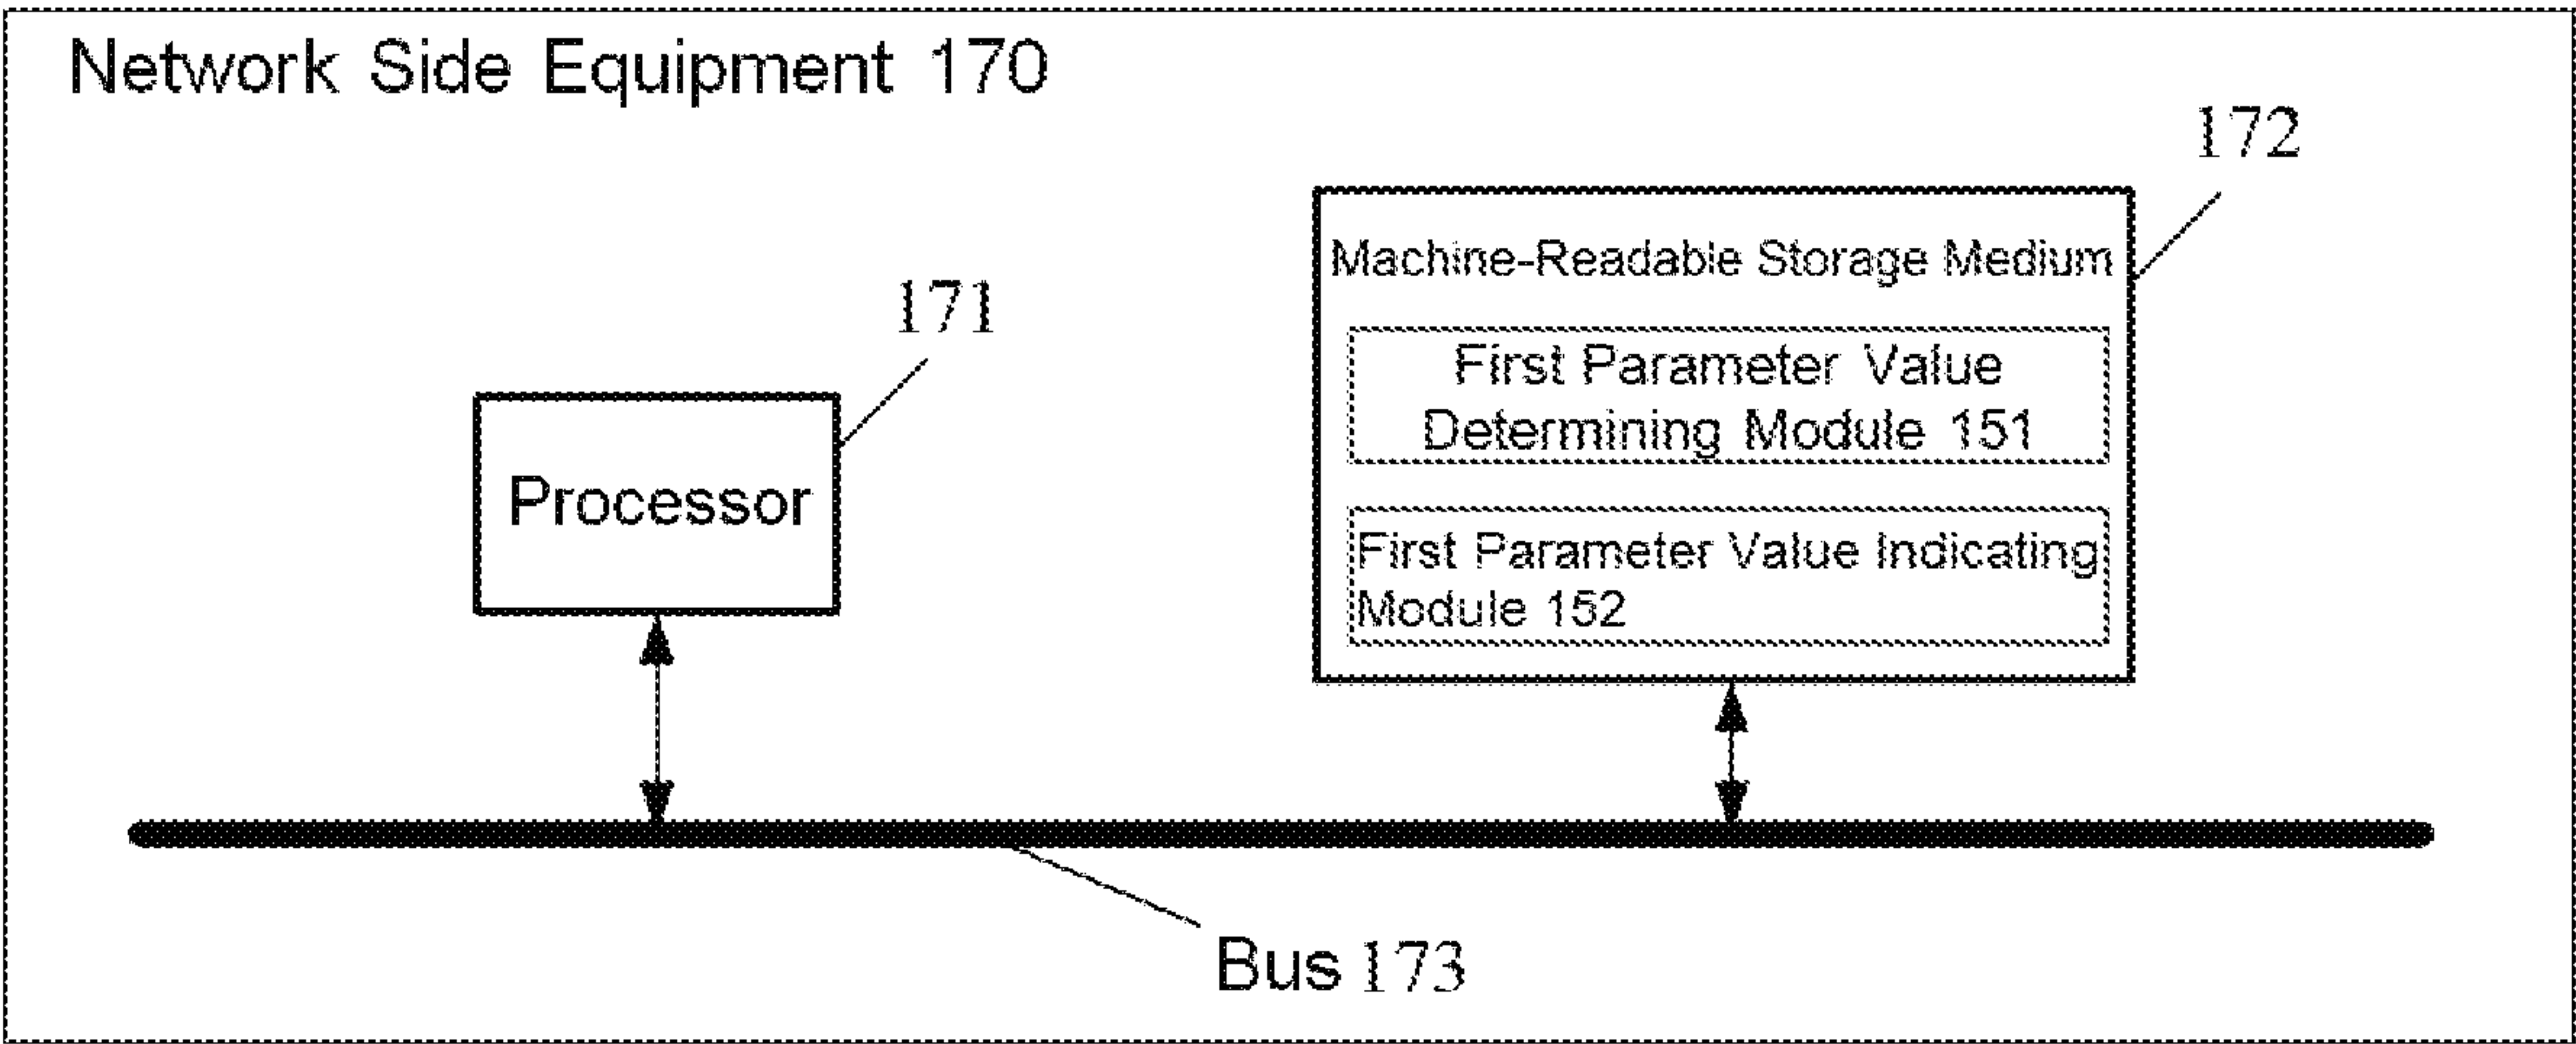 Network Side Equipment 170
172
Machine-Readable Storage Medium
171
First Parameter Value
Determining Module 151
Processor
First Parameter Value Indicating
Module 152
Bus 173